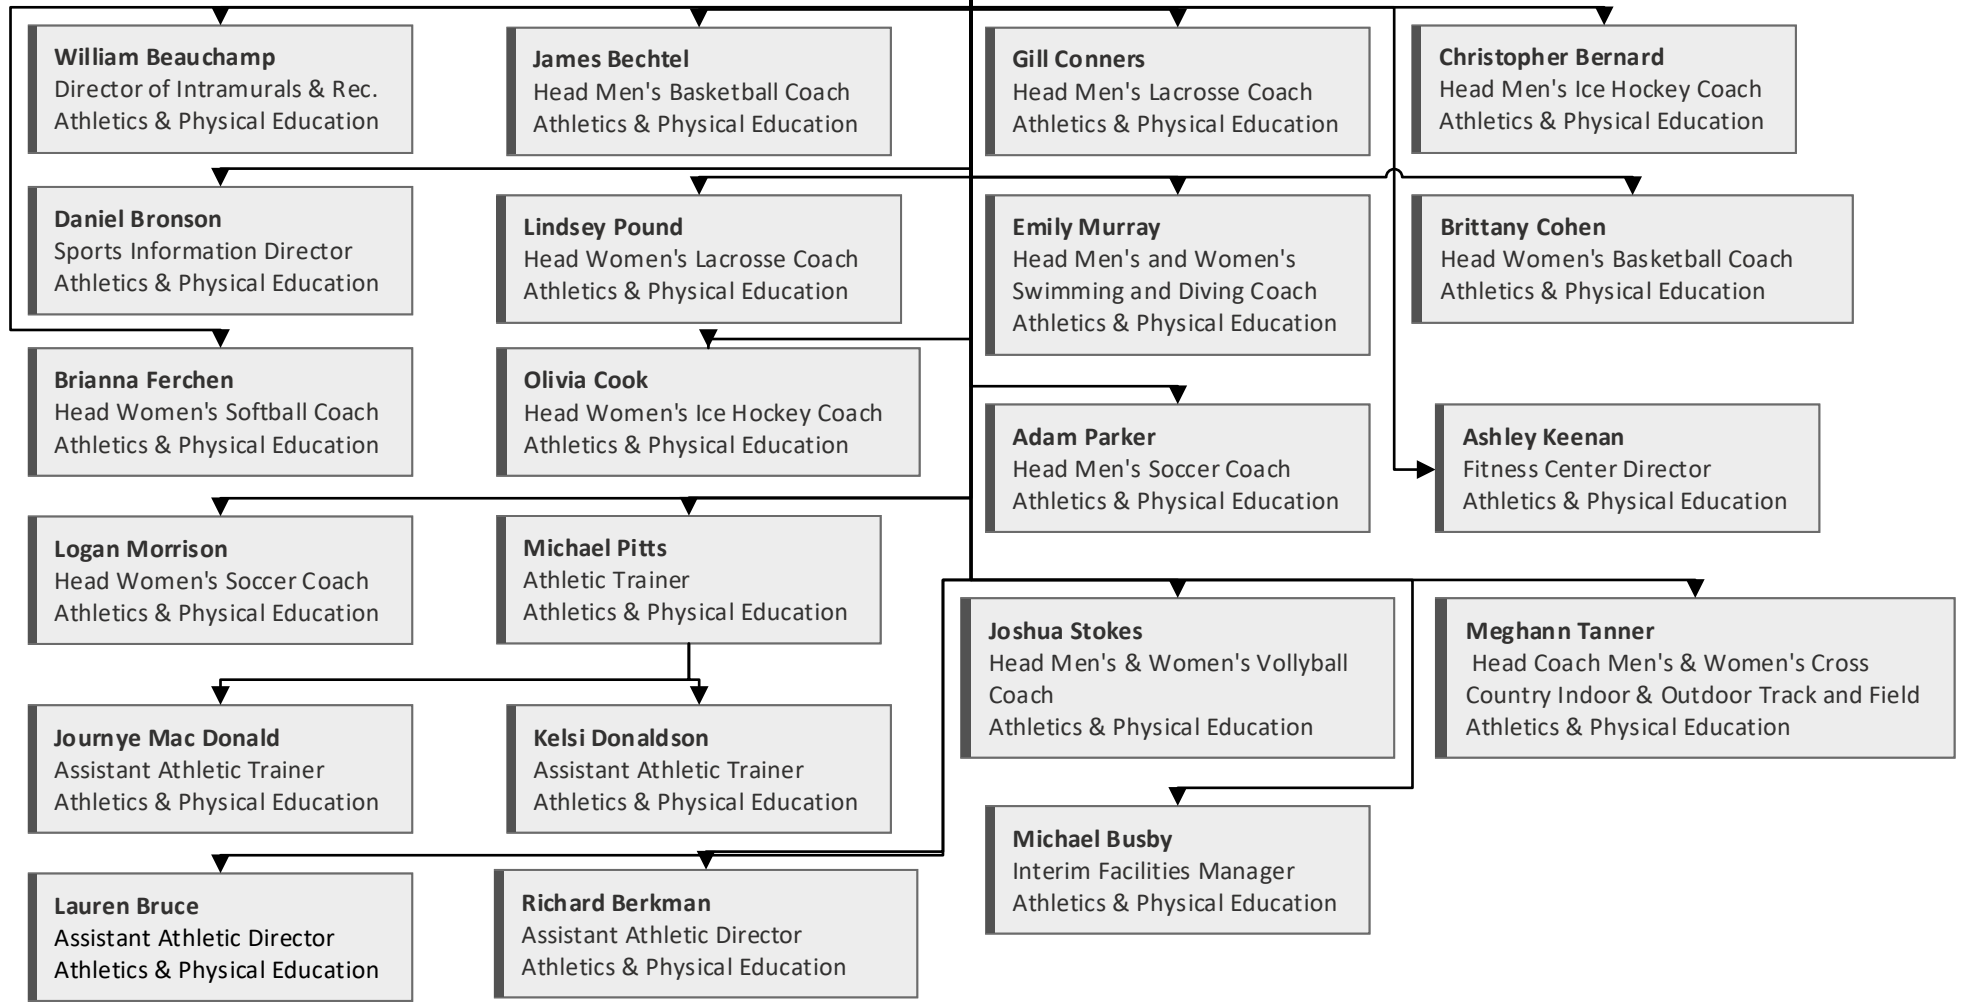 William Beauchamp
Director of Intramurals & Rec.
Athletics & Physical Education
James Bechtel
Head Men's Basketball Coach
Athletics & Physical Education
Gill Conners
Head Men's Lacrosse Coach
Athletics & Physical Education
Christopher Bernard
Head Men's Ice Hockey Coach
Athletics & Physical Education
Daniel Bronson
Sports Information Director
Athletics & Physical Education
Lindsey Pound
Head Women's Lacrosse Coach
Athletics & Physical Education
Emily Murray
Head Men's and Women's
Swimming and Diving Coach
Athletics & Physical Education
Brittany Cohen
Head Women's Basketball Coach
Athletics & Physical Education
Brianna Ferchen
Head Women's Softball Coach
Athletics & Physical Education
Olivia Cook
Head Women's Ice Hockey Coach
Athletics & Physical Education
Adam Parker
Head Men's Soccer Coach
Athletics & Physical Education
Ashley Keenan
Fitness Center Director
Athletics & Physical Education
Logan Morrison
Head Women's Soccer Coach
Athletics & Physical Education
Michael Pitts
Athletic Trainer
Athletics & Physical Education
Joshua Stokes
Head Men's & Women's Vollyball
Coach
Athletics & Physical Education
Meghann Tanner
Head Coach Men's & Women's Cross
Country Indoor & Outdoor Track and Field
Athletics & Physical Education
Journye Mac Donald
Assistant Athletic Trainer
Athletics & Physical Education
Kelsi Donaldson
Assistant Athletic Trainer
Athletics & Physical Education
Michael Busby
Interim Facilities Manager
Athletics & Physical Education
Lauren Bruce
Assistant Athletic Director
Athletics & Physical Education
Richard Berkman
Assistant Athletic Director
Athletics & Physical Education